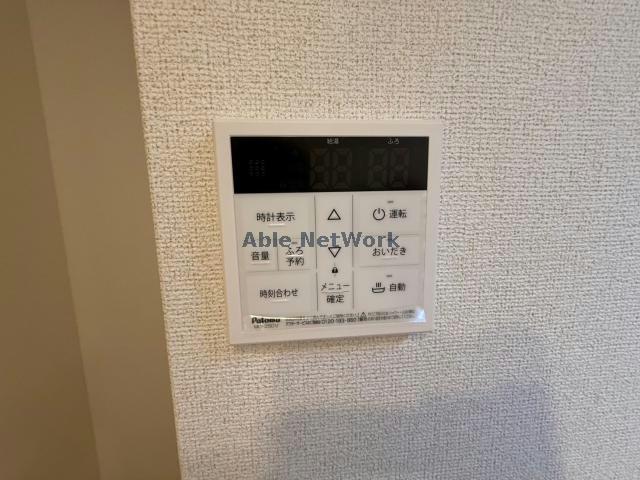 給湯 ふろ
時計表示
運転
音量
ふろ
予約
おいだき
時刻合わせ
メニュー
確定
自動
Able NetWork
Paloma